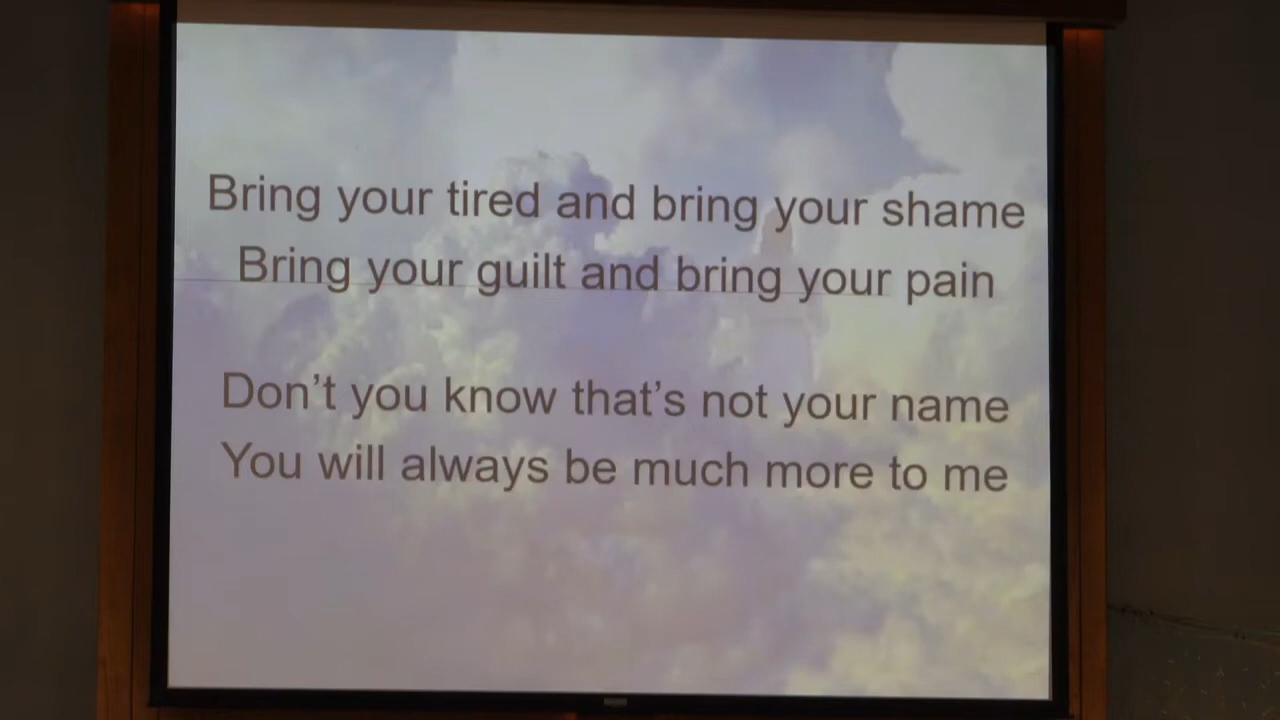 Bring your tired and bring your shame
Bring your guilt and bring your pain
Don't you know that's not your name
You will always be much more to me